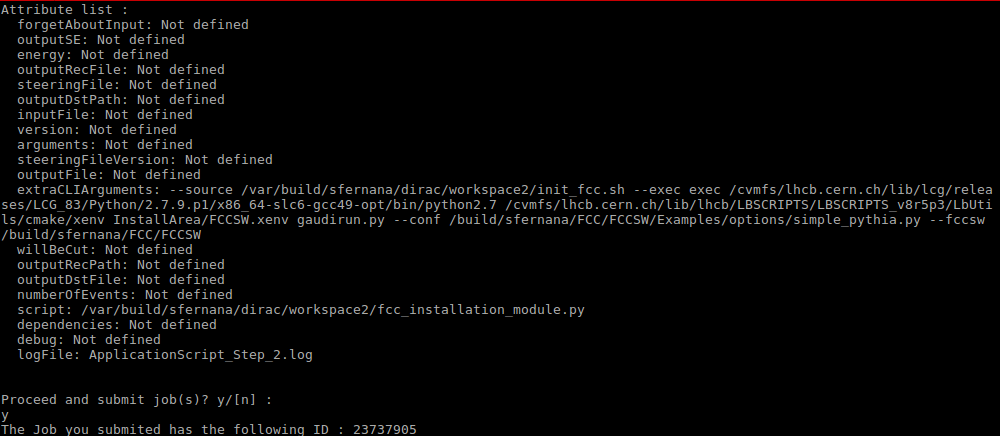 Attribute list :
forgetAboutInput: Not defined
outputSE: Not defined
energy: Not defined
outputRecFile: Not defined
steeringFile: Not defined
outputDstPath: Not defined
inputFile: Not defined
version: Not defined
arguments: Not defined
steeringFileVersion: Not defined
outputFile: Not defined
extraCLIArguments: --source /var/build/sfernana/dirac/workspace2/init_fcc.sh --exec exec /cvmfs/lhcb.cern.ch/lib/lcg/relea
ses/LCG_83/Python/2.7.9.p1/x86_64-slc6-gcc49-opt/bin/python2.7 /cvmfs/lhcb.cern.ch/lib/lhcb/LBSCRIPTS/LBSCRIPTS_v8r5p3/LbUti
ls/cmake/xenv InstallArea/FCCSW.xenv gaudirun.py --conf /build/sfernana/FCC/FCCSW/Examples/options/simple_pythia.py --fccsw
/build/sfernana/FCC/FCCSW
willBeCut: Not defined
outputRecPath: Not defined
outputDstFile: Not defined
numberOfEvents: Not defined
script: /var/build/sfernana/dirac/workspace2/fcc_installation_module.py
dependencies: Not defined
debug: Not defined
logFile: ApplicationScript_Step_2.log
Proceed and submit job(s)? y/[n] :
y
The Job you submited has the following ID : 23737905